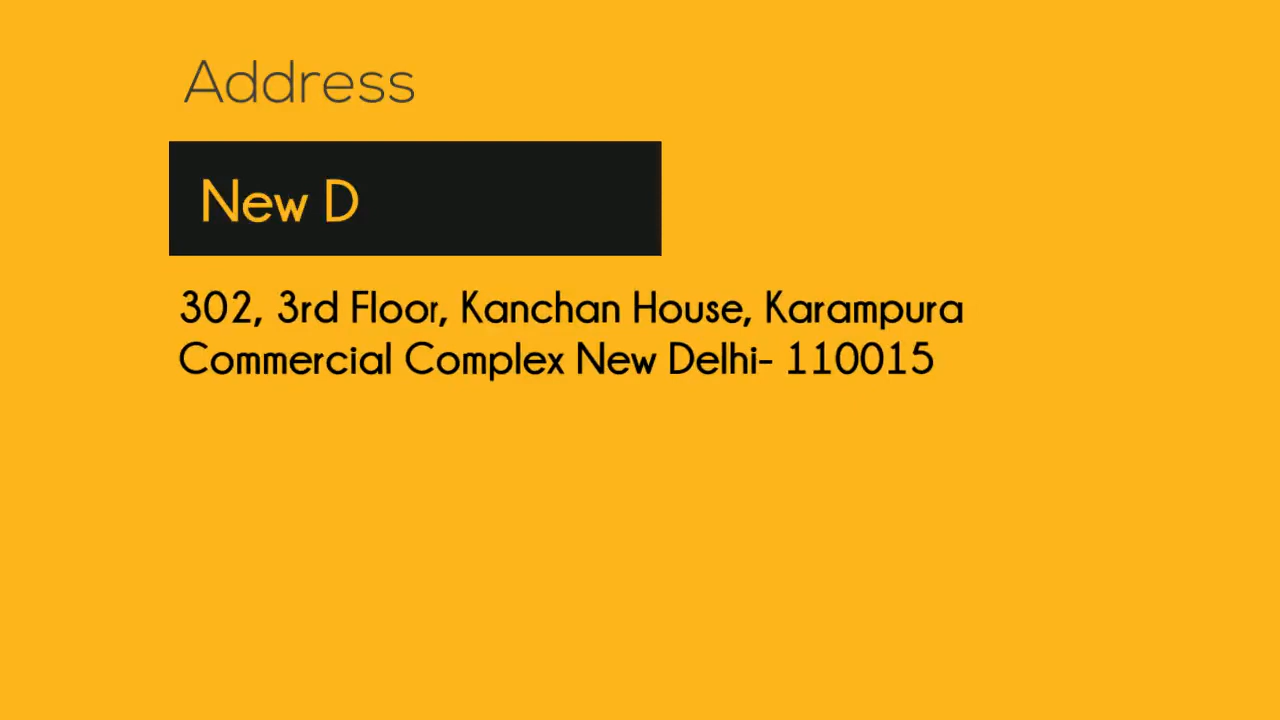 Address
New D
302, 3rd Floor, Kanchan House, Karampura
Commercial Complex New Delhi- 110015